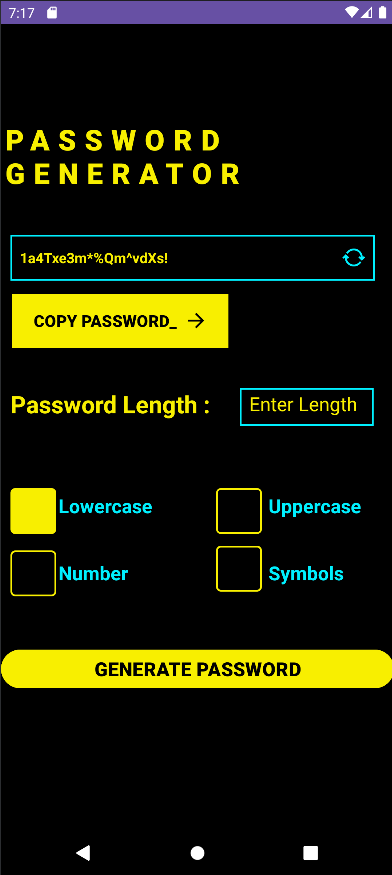 7:17
PASSWORD
GENERATOR
1a4Txe3m*%Qm^vdXs!
COPY PASSWORD_
Password Length :
Enter Length
Lowercase
Uppercase
Number
Symbols
GENERATE PASSWORD